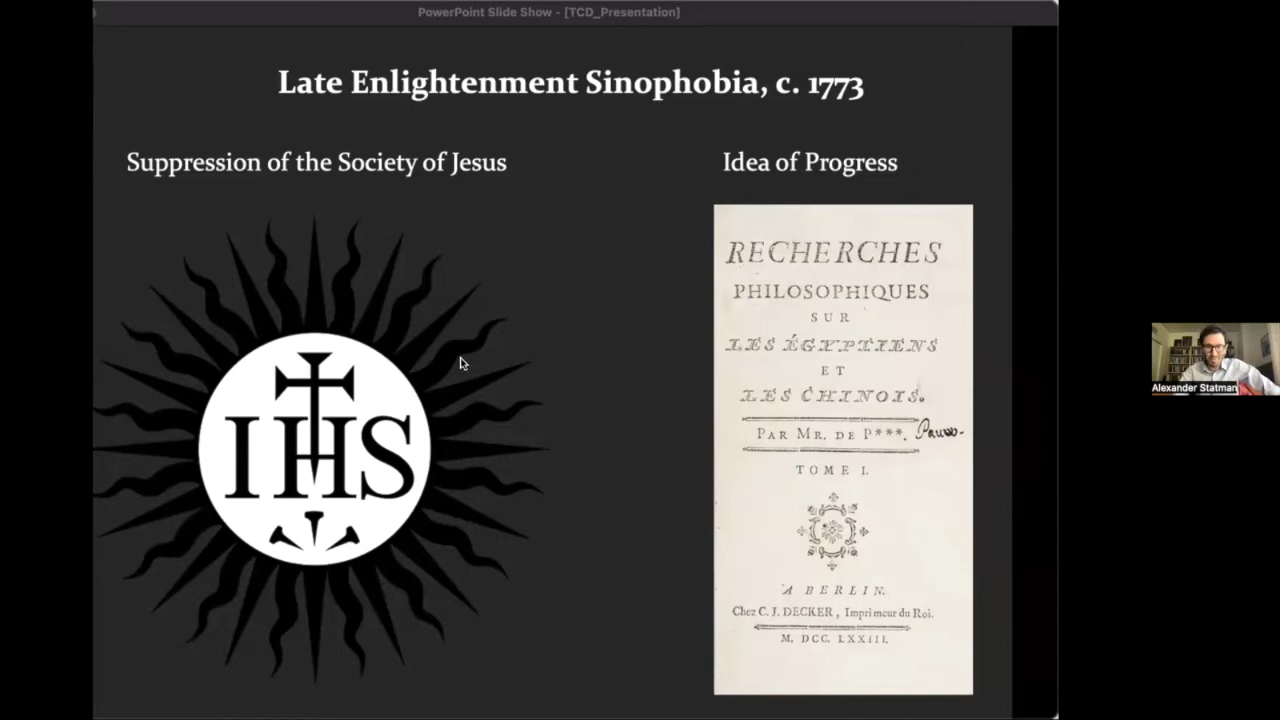 PowerPoint Slide Show - [TCD_Presentation]
Late Enlightenment Sinophobia, c. 1773
Suppression of the Society of Jesus
Idea of Progress
IHS
RECHERCHES
PHILOSOPHIQUES
SUR
LES ÉGYPTIENS
ET
LES CHINOIS.
PAR MR. DE P***. Pauw-
TOME I.
A BERLIN.
Chez C. J. DECKER, Imprimeur du Roi.
M. DCC. LXXIII.
Alexander Statman